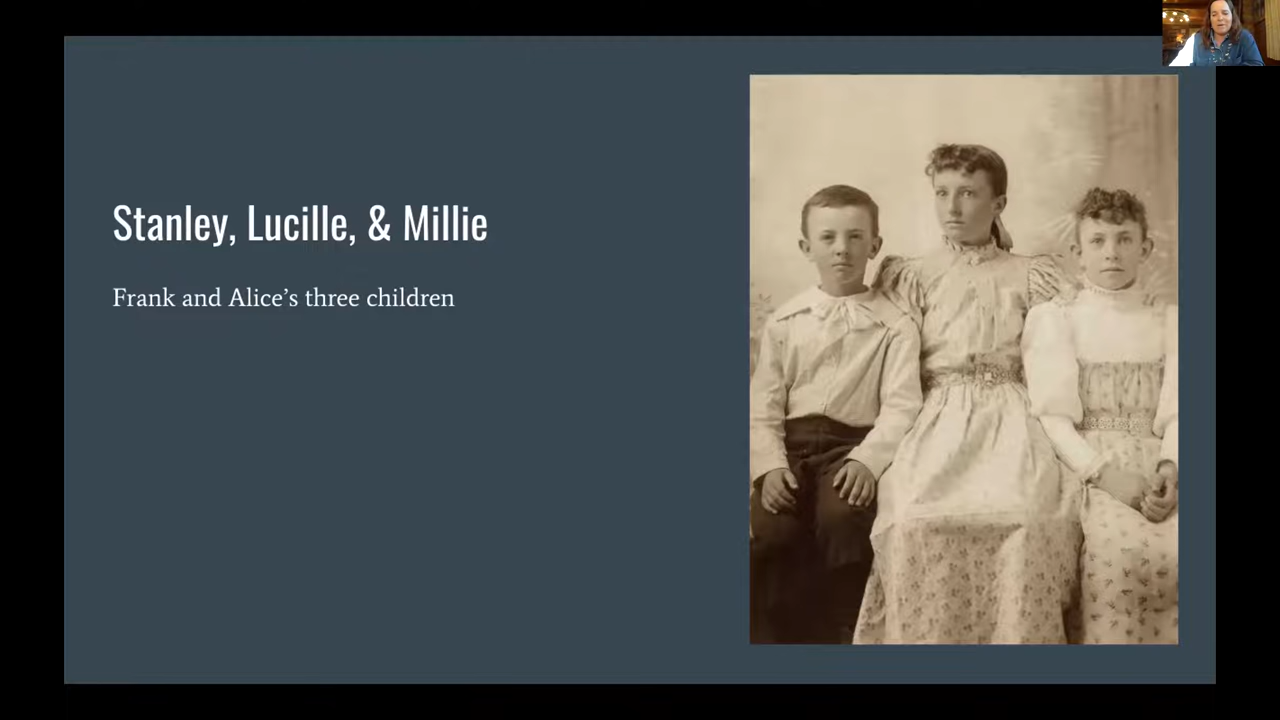 Stanley, Lucille, & Millie
Frank and Alice’s three children